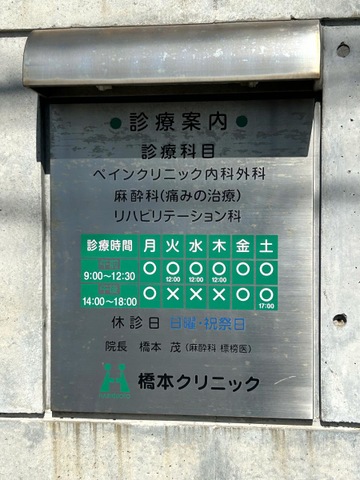 ●診療案内●
診療科目
ペインクリニック内科外科
麻酔科(痛みの治療)
リハビリテーション科
診療時間 月 火 水 木 金 土
9:00〜12:30 ○ ○ ○ ○ ○ ○
12:00 12:00 12:00
14:00〜18:00 ○ × × × ○ ○
17:00
休診日 日曜・祝祭日
院長 橋本 茂(麻酔科 標榜医)
橋本クリニック